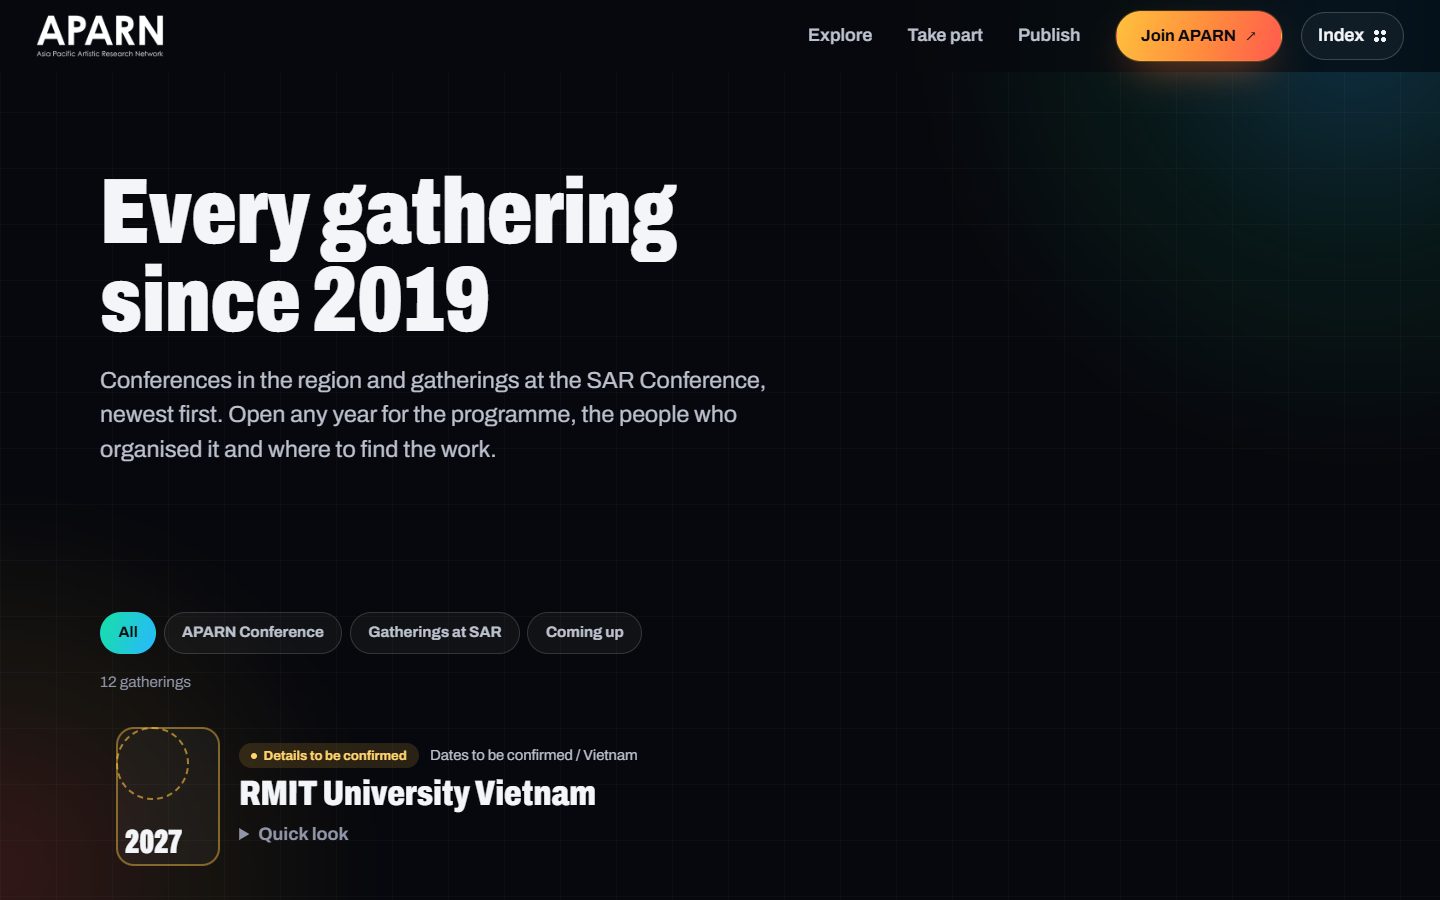 APARN
Asia Pacific Artistic Research Network
Explore
Take part
Publish
Join APARN ↗
Index
Every gathering
since 2019
Conferences in the region and gatherings at the SAR Conference,
newest first. Open any year for the programme, the people who
organised it and where to find the work.
All
APARN Conference
Gatherings at SAR
Coming up
12 gatherings
2027
Details to be confirmed
Dates to be confirmed / Vietnam
RMIT University Vietnam
Quick look